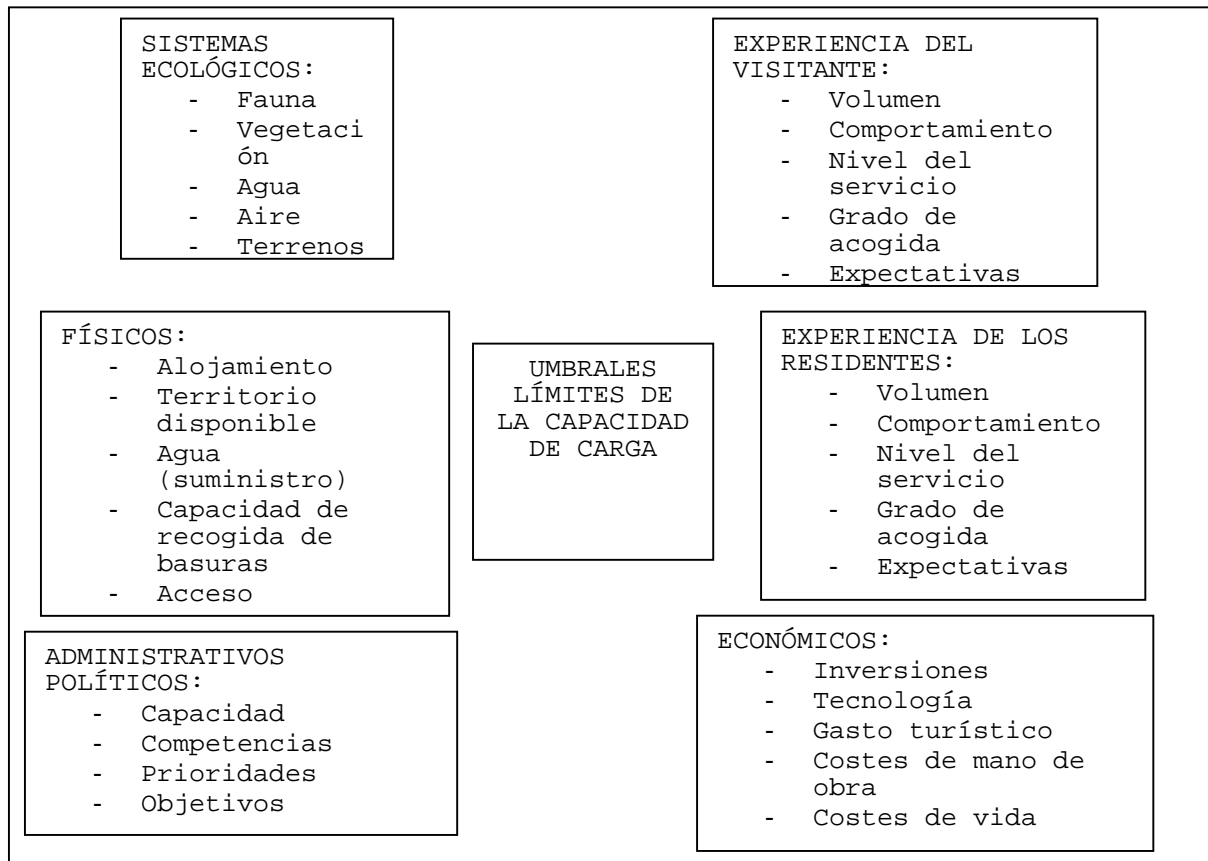 SISTEMAS
ECOLÓGICOS:
- Fauna
- Vegetaci
ón
- Agua
- Aire
- Terrenos
EXPERIENCIA DEL
VISITANTE:
- Volumen
- Comportamiento
- Nivel del
servicio
- Grado de
acogida
- Expectativas
FÍSICOS:
- Alojamiento
- Territorio
disponible
- Agua
(suministro)
- Capacidad de
recogida de
basuras
- Acceso
UMBRALES
LÍMITES DE
LA CAPACIDAD
DE CARGA
EXPERIENCIA DE LOS
RESIDENTES:
- Volumen
- Comportamiento
- Nivel del
servicio
- Grado de
acogida
- Expectativas
ADMINISTRATIVOS
POLÍTICOS:
- Capacidad
- Competencias
- Prioridades
- Objetivos
ECONÓMICOS:
- Inversiones
- Tecnología
- Gasto turístico
- Costes de mano de
obra
- Costes de vida